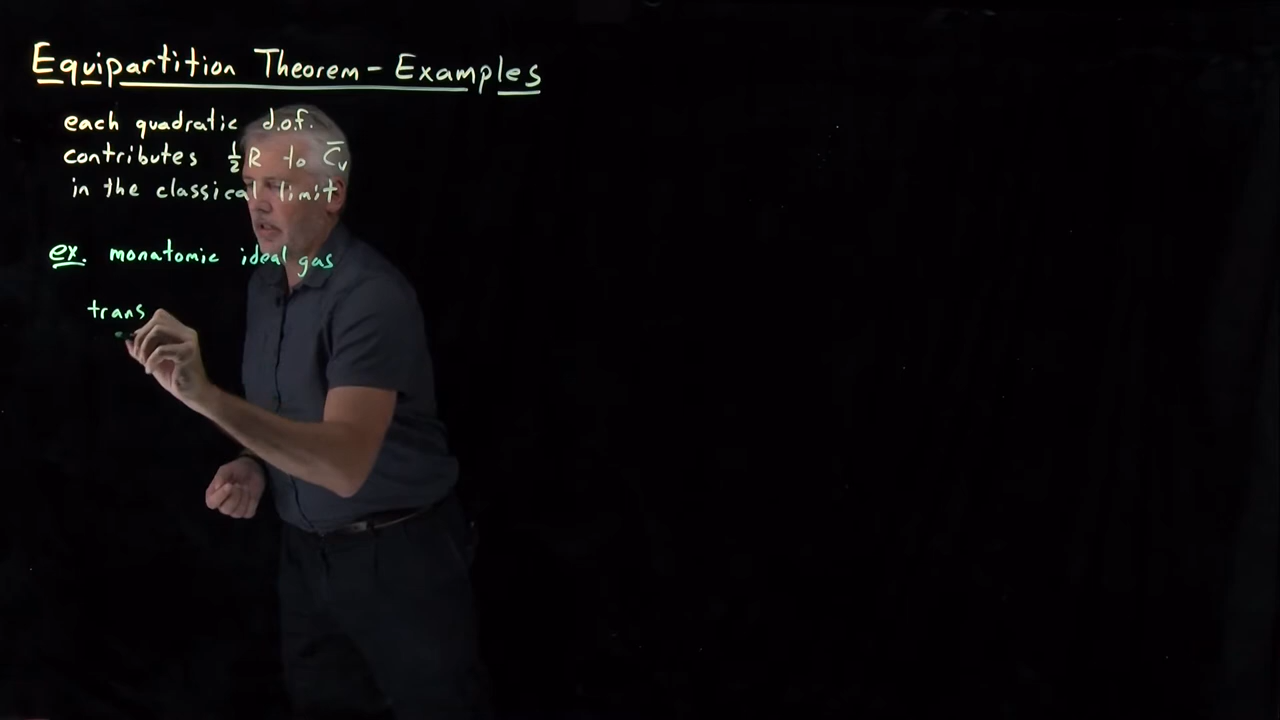 Equipartition Theorem - Examples
each quadratic d.o.f.
contributes ½R to C̅ᵥ
in the classical limit
ex. monatomic ideal gas
trans